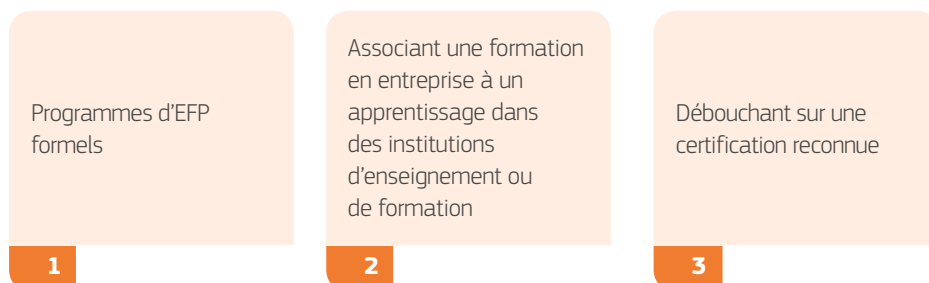 Programmes d'EFP
formels
1
Associant une formation
en entreprise à un
apprentissage dans
des institutions
d'enseignement ou
de formation
2
Débouchant sur une
certification reconnue
3